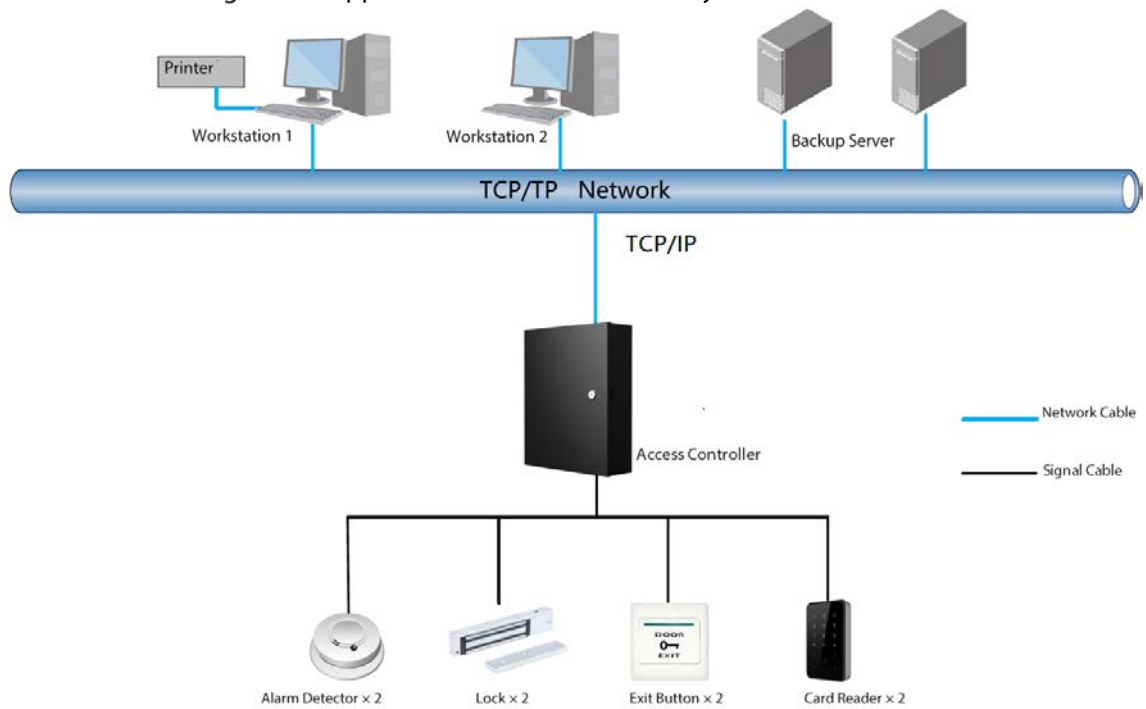 Printer
Workstation 1
Workstation 2
Backup Server
TCP/TP Network
TCP/IP
Access Controller
Network Cable
Signal Cable
DOOR
EXIT
Alarm Detector × 2
Lock × 2
Exit Button × 2
Card Reader × 2